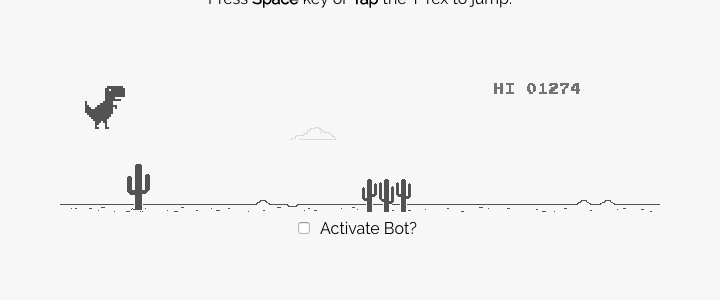 Press Space key or Tap the T-rex to jump.
HI 01274
Activate Bot?